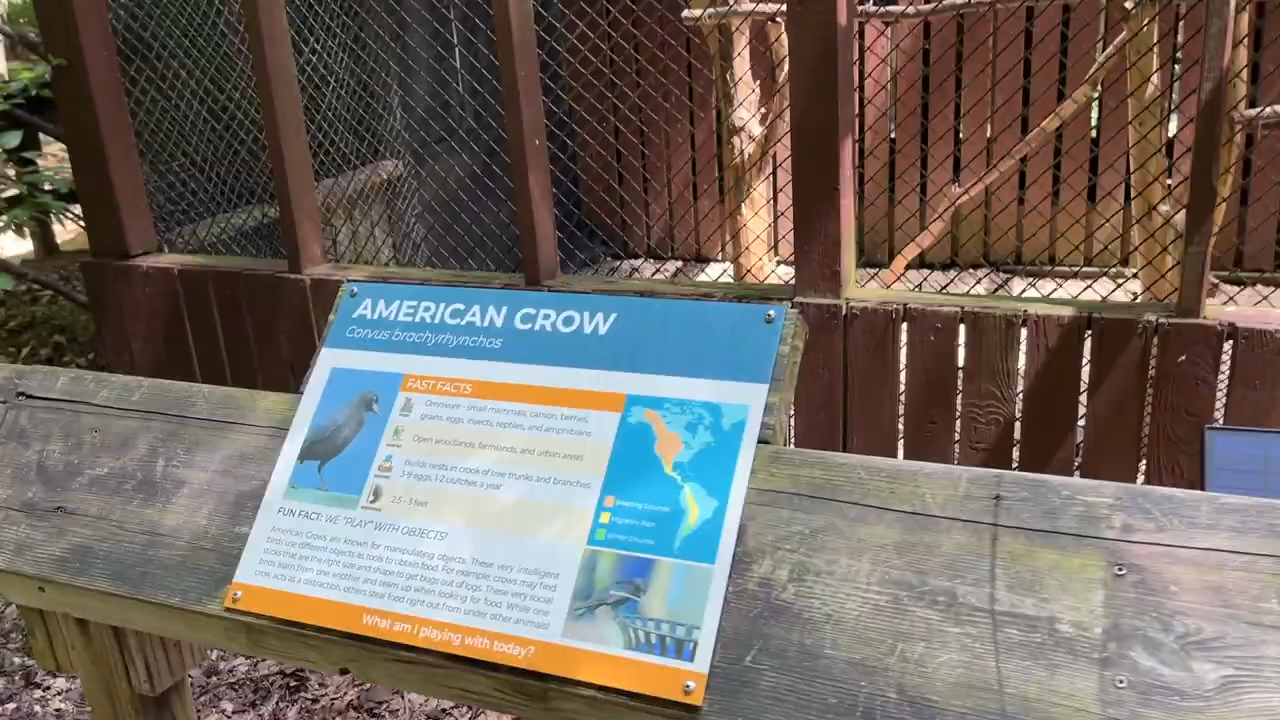 AMERICAN CROW
Corvus brachyrhynchos
FAST FACTS
Omnivore - small mammals, carrion, berries,
grains, eggs, insects, reptiles, and amphibians
Open woodlands, farmlands, and urban areas
Builds nests in crook of tree trunks and branches.
3-9 eggs, 1-2 clutches a year
2.5 - 3 feet
Breeding Grounds
Migratory Path
Winter Grounds
FUN FACT: WE "PLAY" WITH OBJECTS!
American Crows are known for manipulating objects. These very intelligent
birds use different objects as tools to obtain food. For example, crows may find
sticks that are the right size and shape to get bugs out of logs. These very social
birds learn from one another and team up when looking for food. While one
crow acts as a distraction, others steal food right out from under other animals!
What am I playing with today?